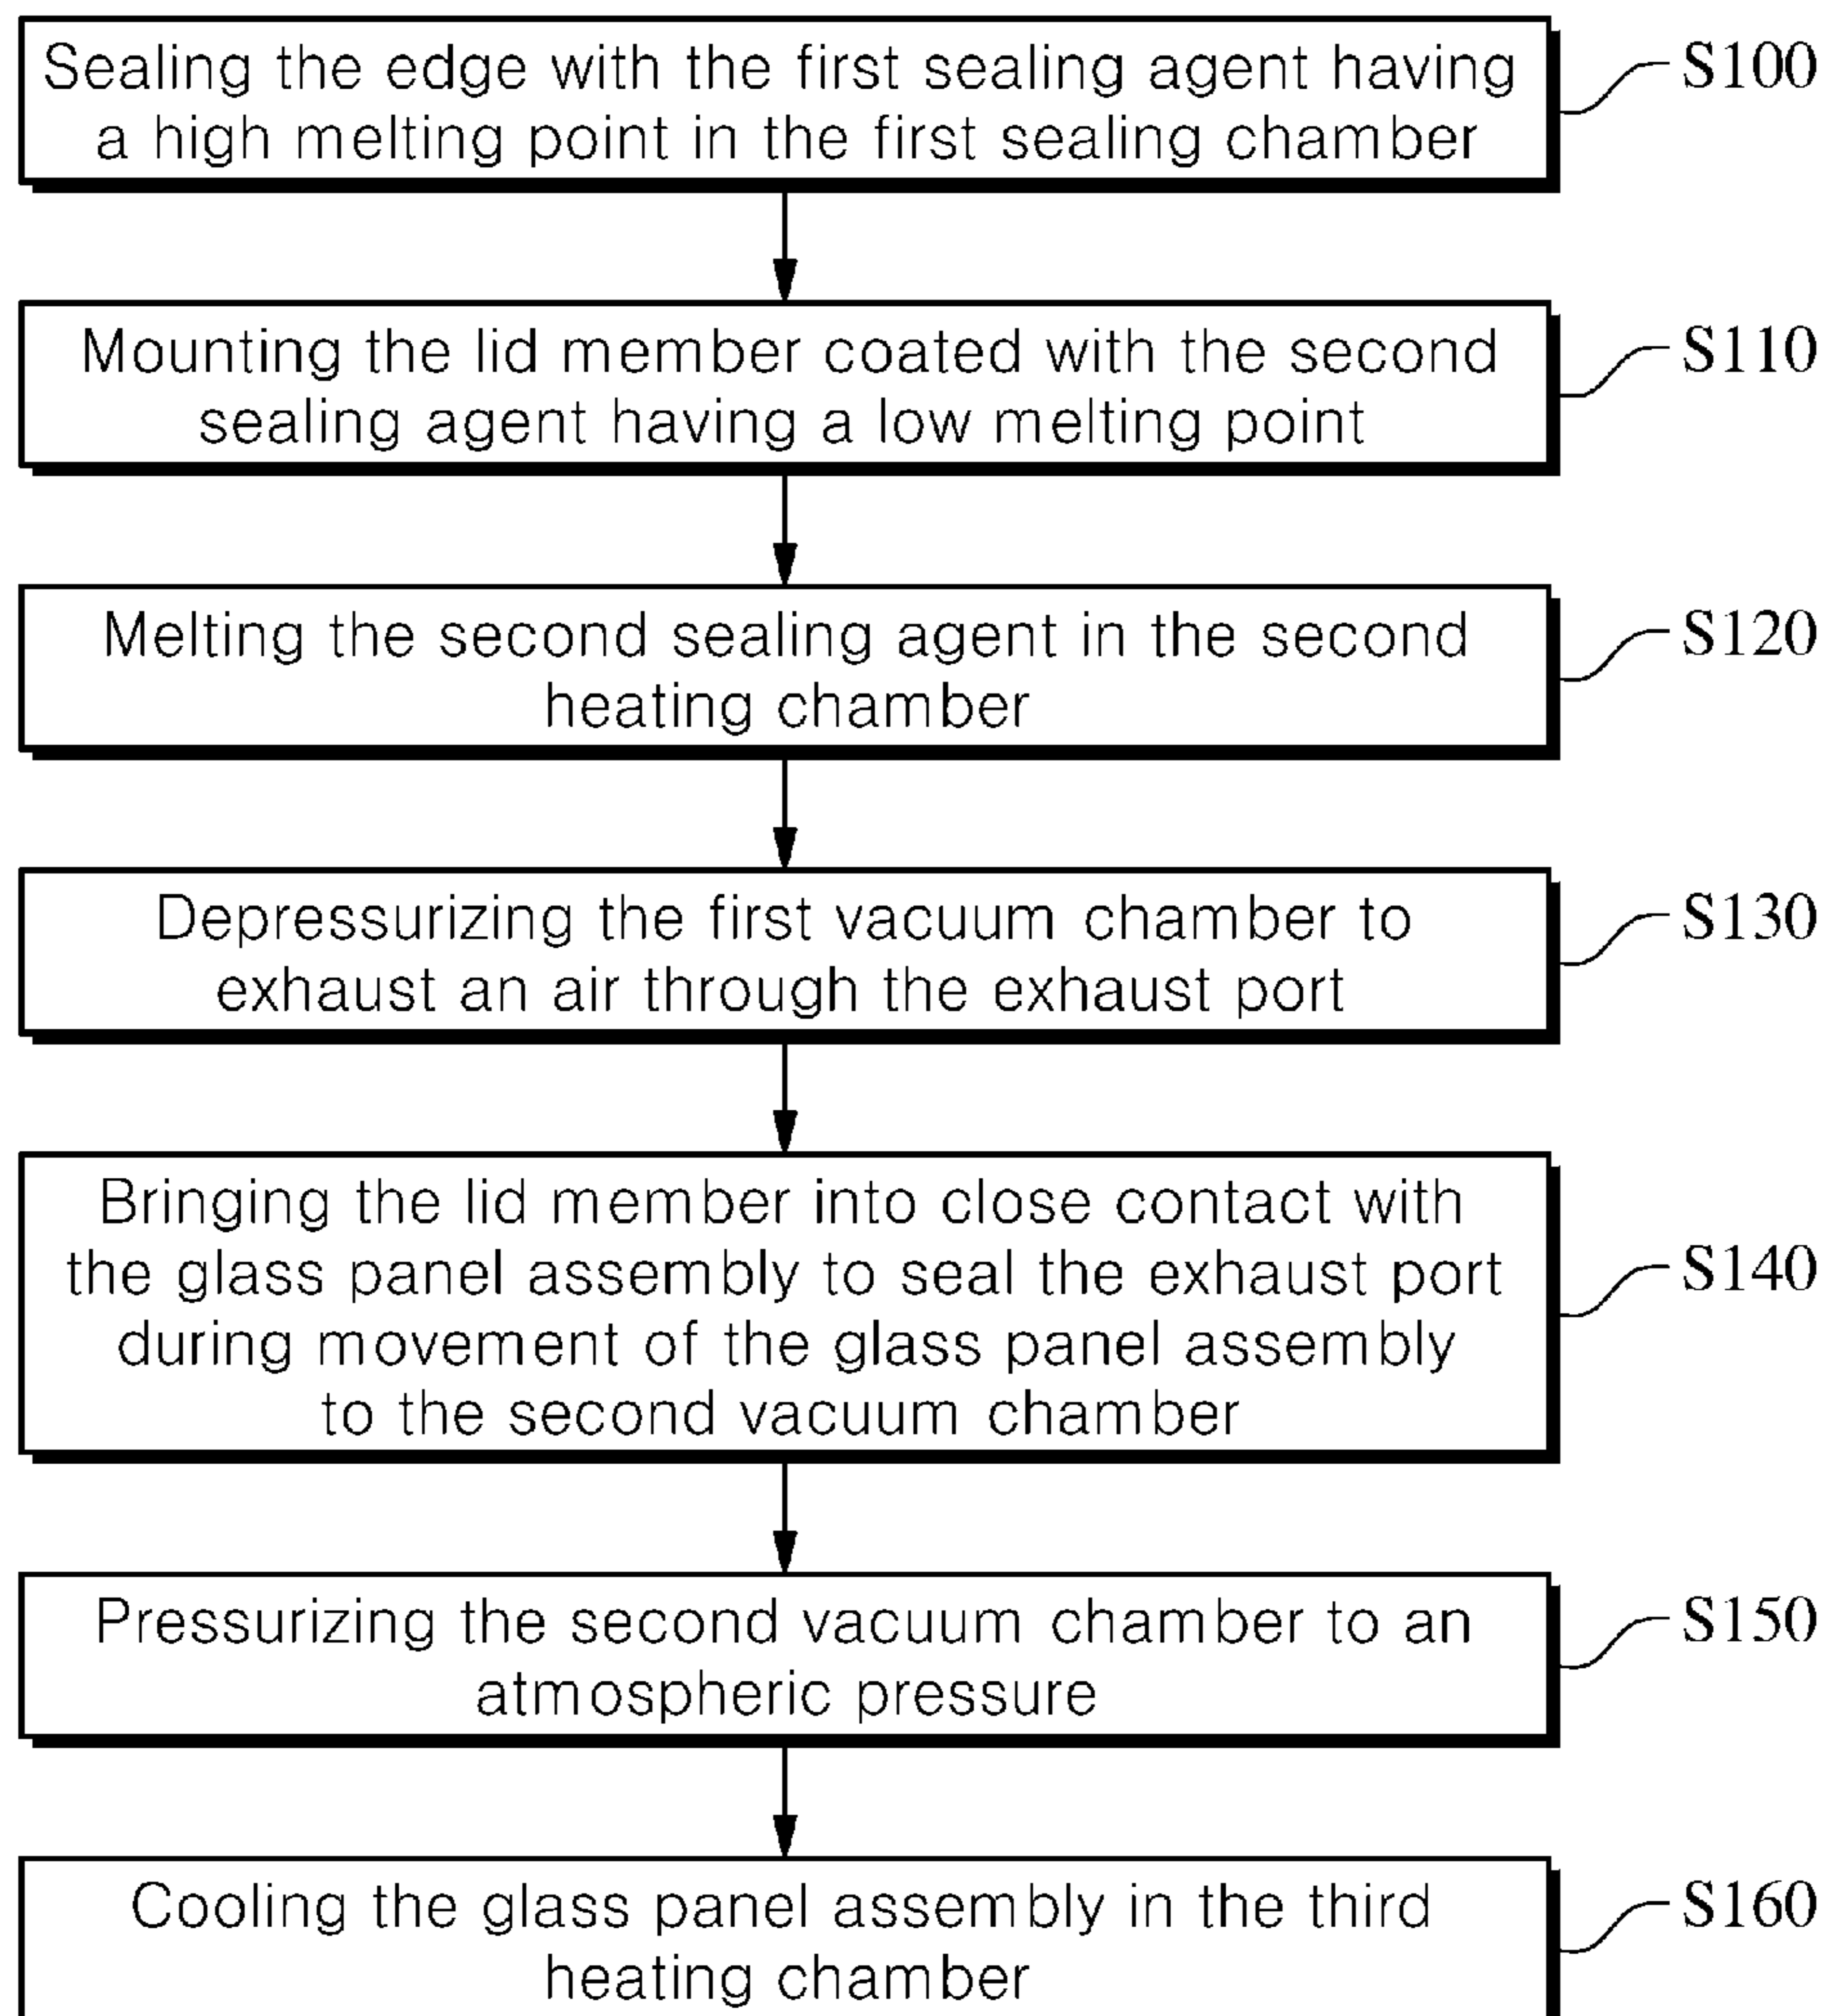 Sealing the edge with the first sealing agent having
a high melting point in the first sealing chamber
S100
Mounting the lid member coated with the second
sealing agent having a low melting point
S110
Melting the second sealing agent in the second
heating chamber
S120
Depressurizing the first vacuum chamber to
exhaust an air through the exhaust port
S130
Bringing the lid member into close contact with
the glass panel assembly to seal the exhaust port
during movement of the glass panel assembly
to the second vacuum chamber
S140
Pressurizing the second vacuum chamber to an
atmospheric pressure
S150
Cooling the glass panel assembly in the third
heating chamber
S160